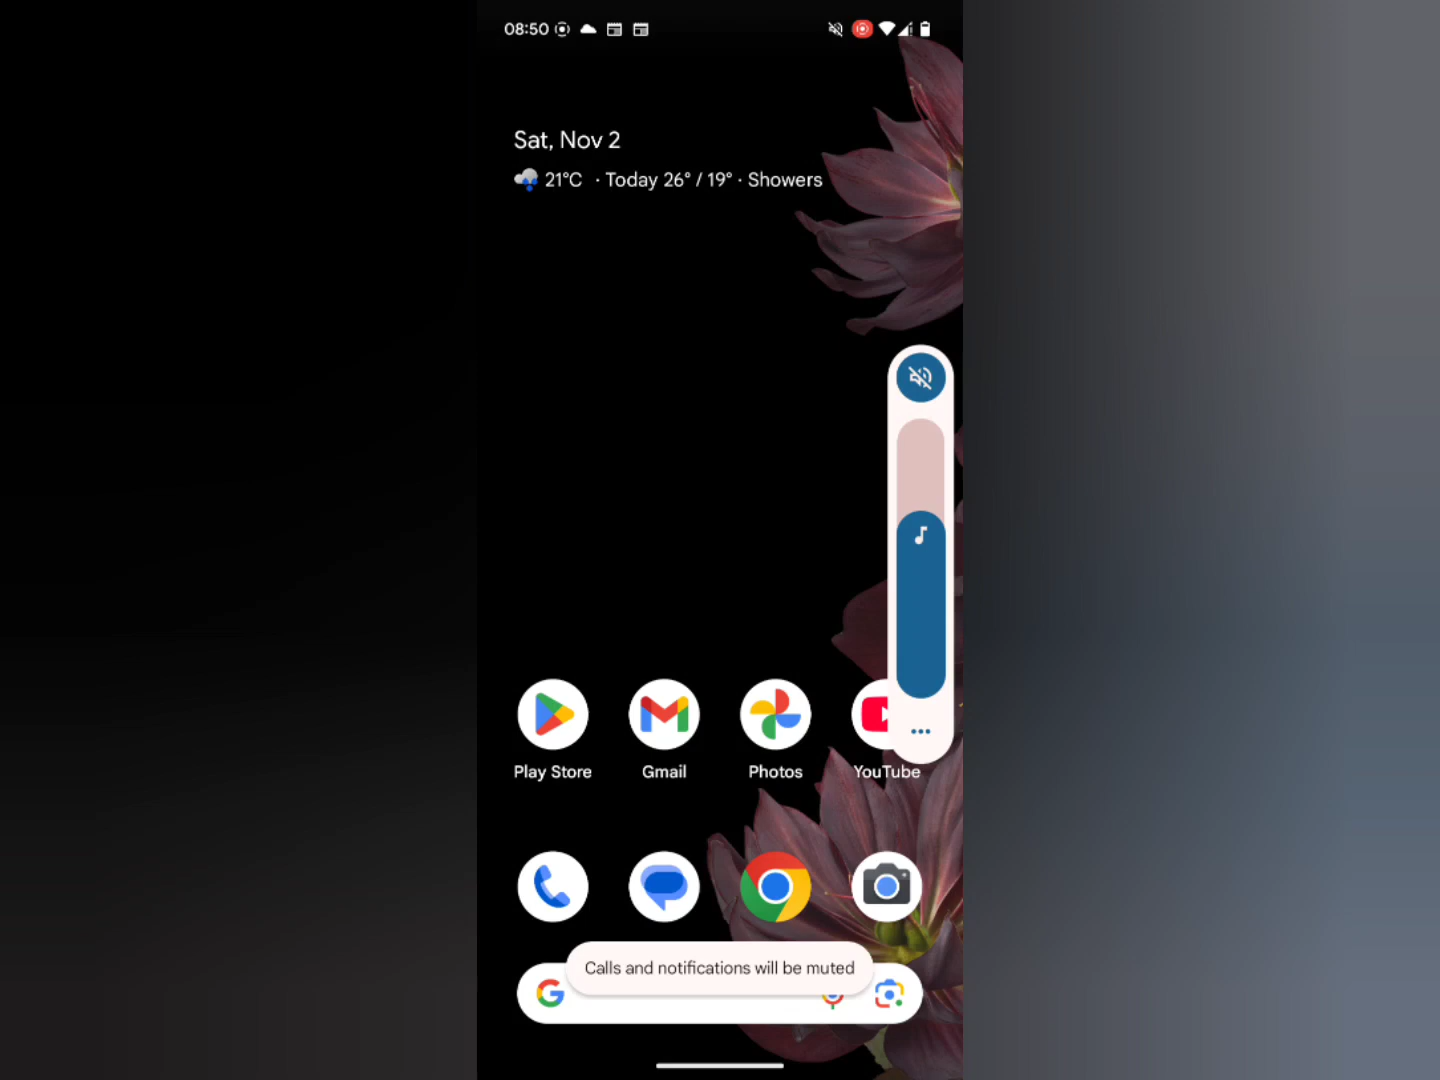 08:50
Sat, Nov 2
21°C · Today 26° / 19° · Showers
Play Store
Gmail
Photos
YouTube
Calls and notifications will be muted